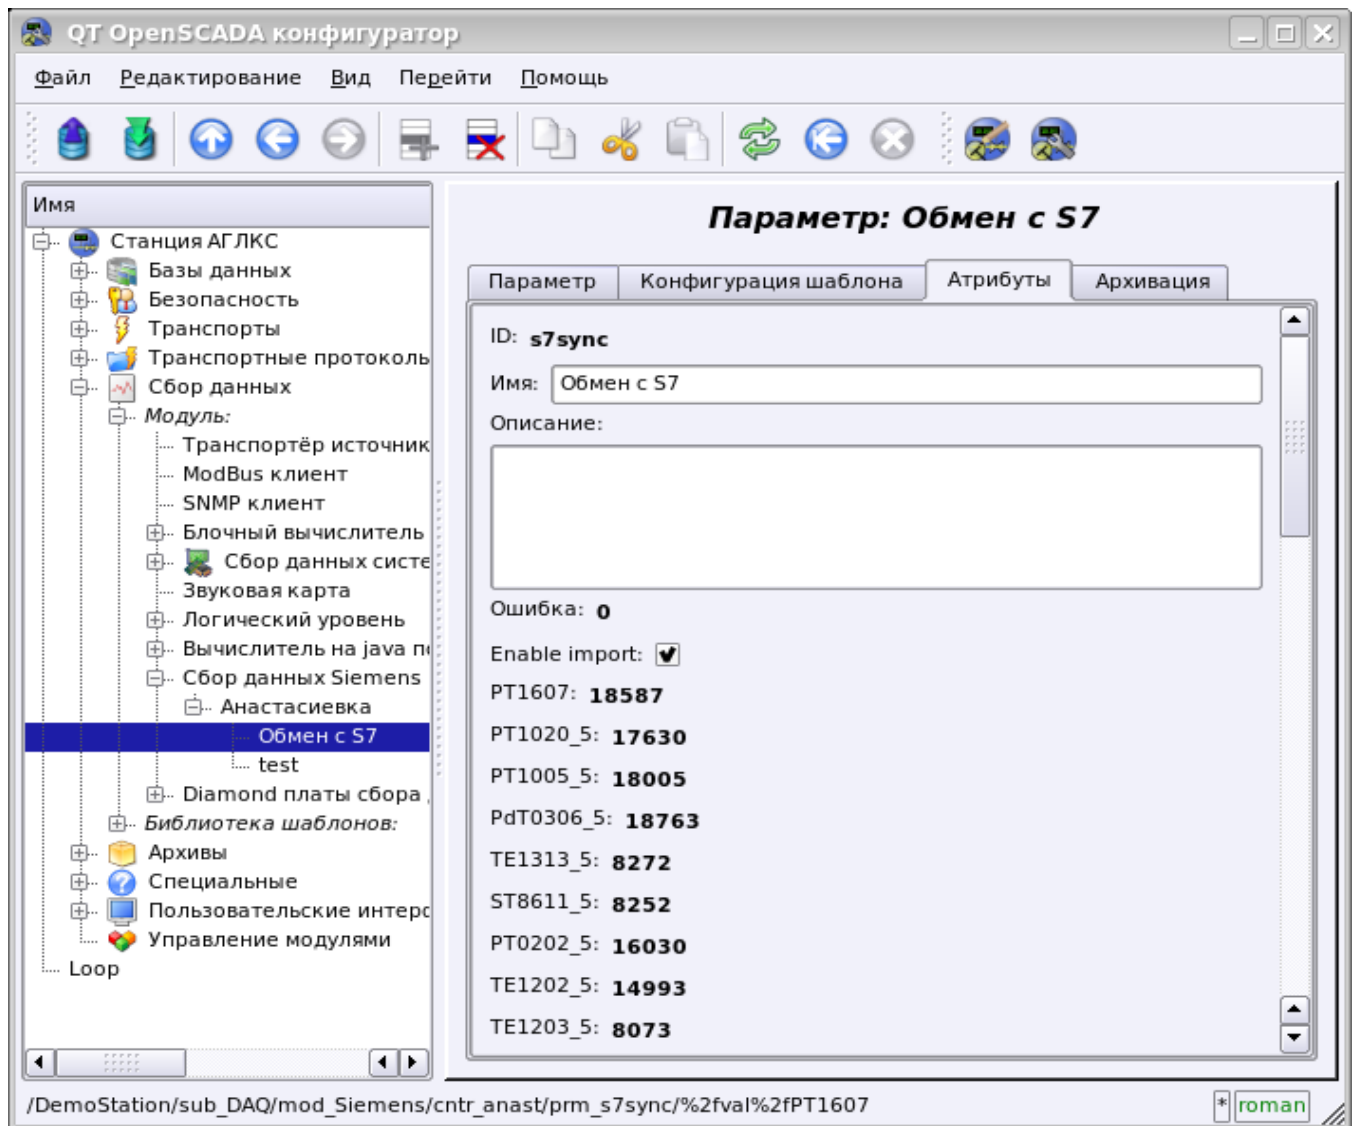 QT OpenSCADA конфигуратор
Файл Редактирование Вид Перейти Помощь
Имя
Станция АГЛКС
Базы данных
Безопасность
Транспорты
Транспортные протоколь
Сбор данных
Модуль:
Транспортёр источник
ModBus клиент
SNMP клиент
Блочный вычислитель
Сбор данных систе
Звуковая карта
Логический уровень
Вычислитель на java п
Сбор данных Siemens
Анастасиевка
Обмен с S7
test
Diamond платы сбора
Библиотека шаблонов:
Архивы
Специальные
Пользовательские интерс
Управление модулями
Loop
Параметр: Обмен с S7
Параметр Конфигурация шаблона Атрибуты Архивация
ID: s7sync
Имя: Обмен с S7
Описание:
Ошибка: 0
Enable import:
PT1607: 18587
PT1020_5: 17630
PT1005_5: 18005
PdT0306_5: 18763
TE1313_5: 8272
ST8611_5: 8252
PT0202_5: 16030
TE1202_5: 14993
TE1203_5: 8073
/DemoStation/sub_DAQ/mod_Siemens/cntr_anast/prm_s7sync/%2fval%2fPT1607
* roman